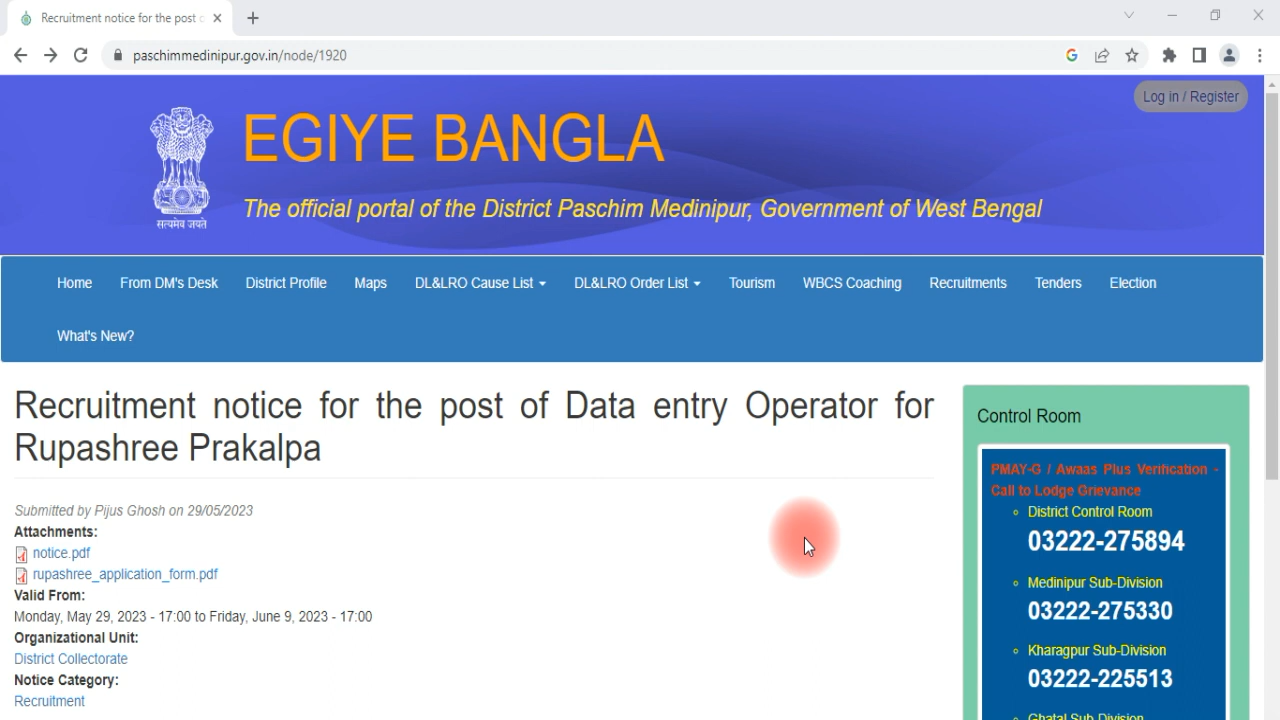 Recruitment notice for the post o
paschimmedinipur.gov.in/node/1920
Log in / Register
EGIYE BANGLA
The official portal of the District Paschim Medinipur, Government of West Bengal
सत्यमेव जयते
Home From DM's Desk District Profile Maps DL&LRO Cause List DL&LRO Order List Tourism WBCS Coaching Recruitments Tenders Election
What's New?
Recruitment notice for the post of Data entry Operator for
Rupashree Prakalpa
Submitted by Pijus Ghosh on 29/05/2023
Attachments:
notice.pdf
rupashree_application_form.pdf
Valid From:
Monday, May 29, 2023 - 17:00 to Friday, June 9, 2023 - 17:00
Organizational Unit:
District Collectorate
Notice Category:
Recruitment
Control Room
PMAY-G / Awaas Plus Verification -
Call to Lodge Grievance
District Control Room
03222-275894
Medinipur Sub-Division
03222-275330
Kharagpur Sub-Division
03222-225513
Ghatal Sub-Division